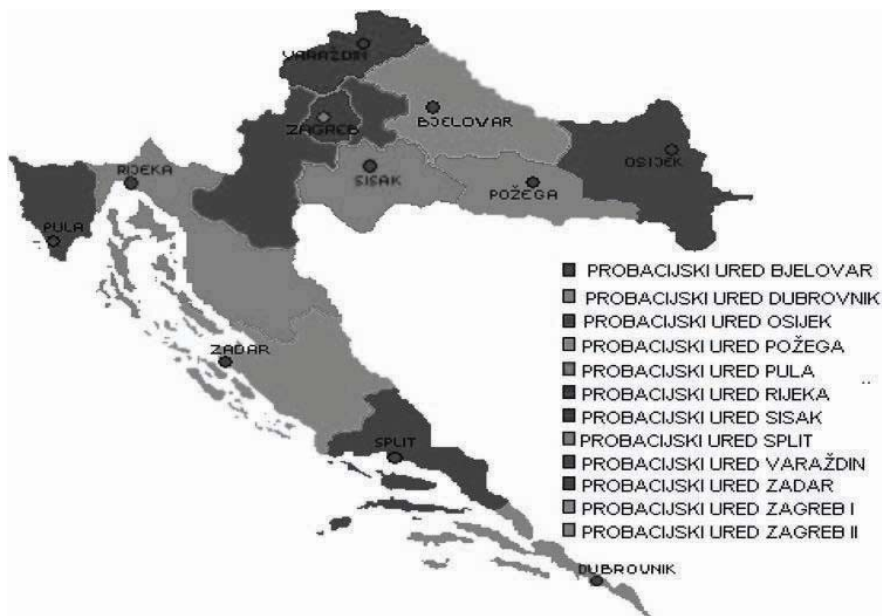 VARAŽDIN
ZAGREB
BJELOVAR
OSIJEK
RIJEKA
SISAK
POŽEGA
PULA
ZADAR
SPLIT
DUBROVNIK
PROBACIJSKI URED BJELOVAR
PROBACIJSKI URED DUBROVNIK
PROBACIJSKI URED OSIJEK
PROBACIJSKI URED POŽEGA
PROBACIJSKI URED PULA
PROBACIJSKI URED RIJEKA
PROBACIJSKI URED SISAK
PROBACIJSKI URED SPLIT
PROBACIJSKI URED VARAŽDIN
PROBACIJSKI URED ZADAR
PROBACIJSKI URED ZAGREB I
PROBACIJSKI URED ZAGREB II